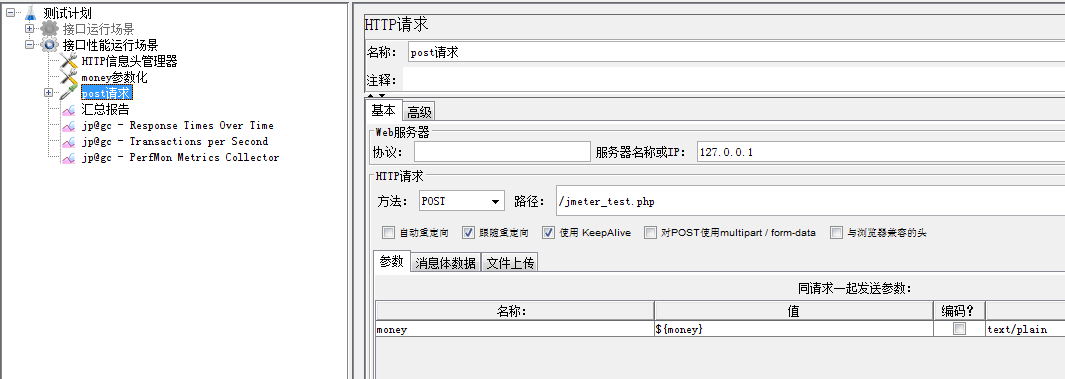 测试计划
接口运行场景
接口性能运行场景
HTTP信息头管理器
money参数化
post请求
汇总报告
jp@gc - Response Times Over Time
jp@gc - Transactions per Second
jp@gc - PerfMon Metrics Collector
HTTP请求
名称： post请求
注释：
基本 高级
Web服务器
协议： 服务器名称或IP： 127.0.0.1
HTTP请求
方法： POST 路径： /jmeter_test.php
自动重定向 跟随重定向 使用 KeepAlive 对POST使用multipart / form-data 与浏览器兼容的头
参数 消息体数据 文件上传
同请求一起发送参数：
名称： 值 编码?
money ${money} text/plain